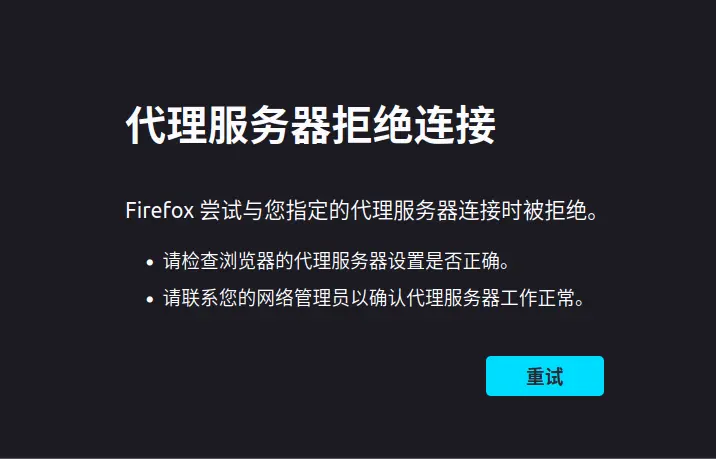 代理服务器拒绝连接
Firefox 尝试与您指定的代理服务器连接时被拒绝。
请检查浏览器的代理服务器设置是否正确。
请联系您的网络管理员以确认代理服务器工作正常。
重试